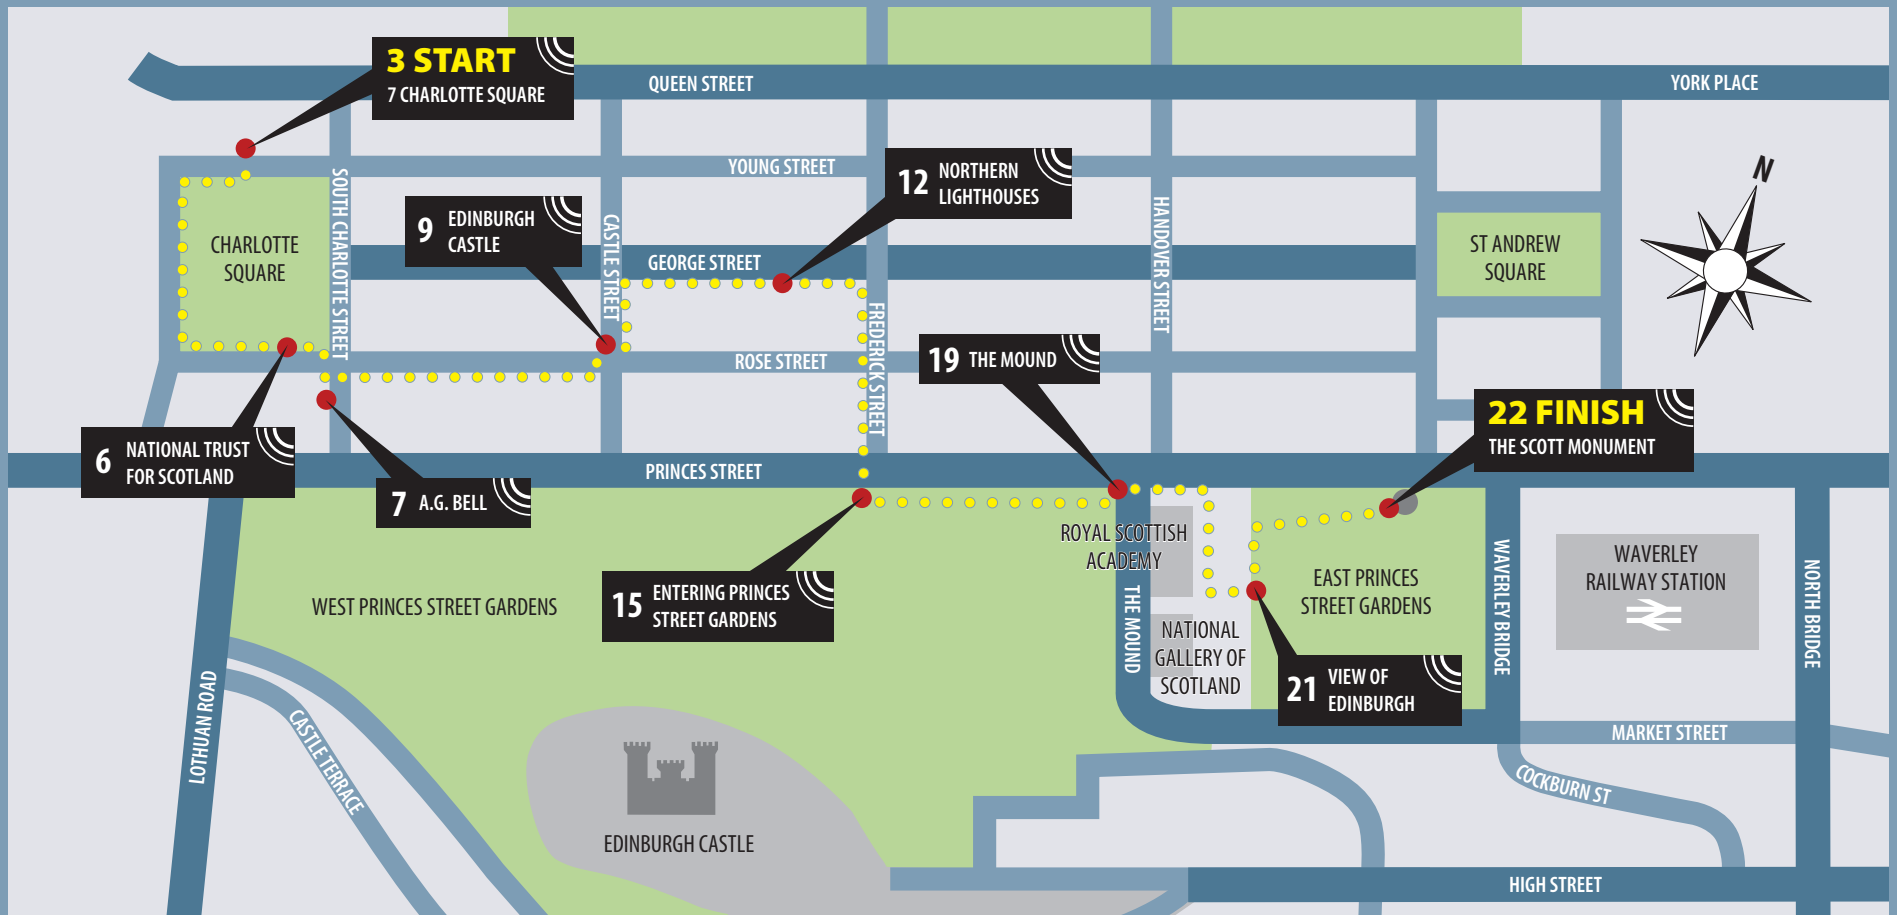 3 START
7 CHARLOTTE SQUARE
QUEEN STREET
YORK PLACE
YOUNG STREET
12 NORTHERN
LIGHTHOUSES
N
SOUTH CHARLOTTE STREET
9 EDINBURGH
CASTLE
CASTLE STREET
HANDOVER STREET
CHARLOTTE
SQUARE
GEORGE STREET
ST ANDREW
SQUARE
FREDERICK STREET
ROSE STREET
19 THE MOUND
22 FINISH
THE SCOTT MONUMENT
6 NATIONAL TRUST
FOR SCOTLAND
PRINCES STREET
7 A.G. BELL
ROYAL SCOTTISH
ACADEMY
WAVERLEY
RAILWAY STATION
WAVERLEY BRIDGE
NORTH BRIDGE
WEST PRINCES STREET GARDENS
15 ENTERING PRINCES
STREET GARDENS
THE MOUND
EAST PRINCES
STREET GARDENS
NATIONAL
GALLERY OF
SCOTLAND
21 VIEW OF
EDINBURGH
LOTHUAN ROAD
CASTLE TERRACE
MARKET STREET
COCKBURN ST
EDINBURGH CASTLE
HIGH STREET